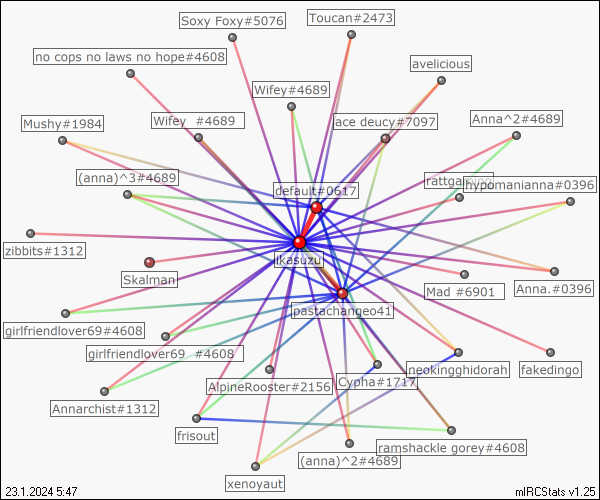 Toucan#2473
Soxy Foxy#5076
no cops no laws no hope#4608
avelicious
Wifey#4689
Anna^2#4689
Mushy#1984
Wifey #4689
ace deucy#7097
(anna)^3#4689
default#0617
hypomanianna#0396
zibbits#1312
ikasuzu
Skalman
Mad #6901
Anna.#0396
pastachangeo41
girlfriendlover69#4608
girlfriendlover69 #4608
neokingghidorah
fakedingo
AlpineRooster#2156
Cypha#1717
Annarchist#1312
frisout
ramshackle gorey#4608
(anna)^2#4689
xenoyaut
23.1.2024 5:47
mIRCStats v1.25